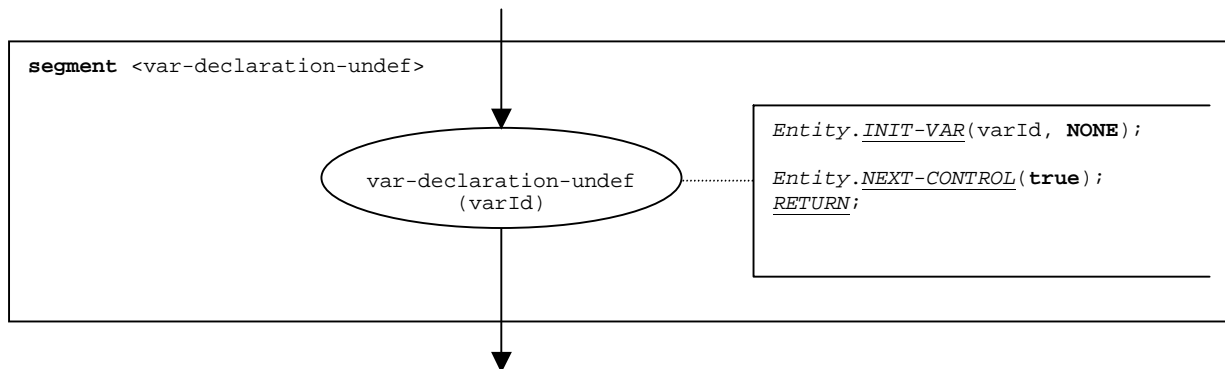 segment <var-declaration-undef>
var-declaration-undef
(varId)
Entity.INIT-VAR(varId, NONE);
Entity.NEXT-CONTROL(true);
RETURN;